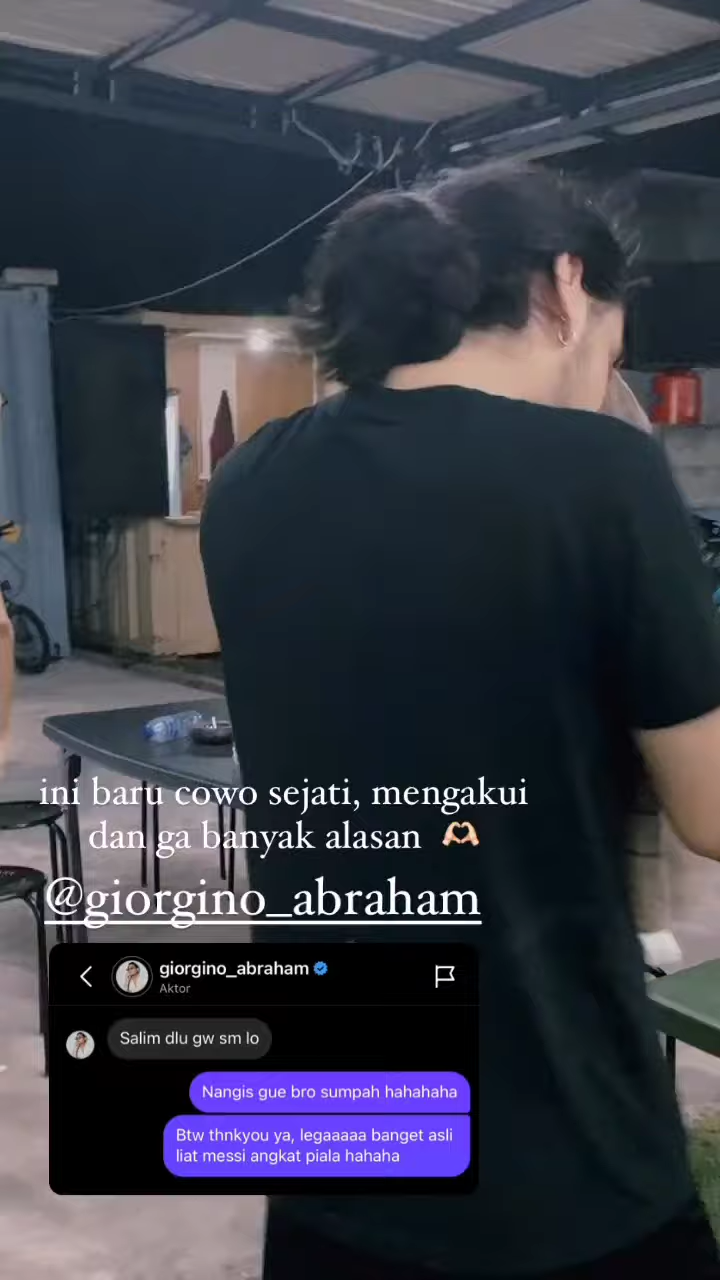 ini baru cowo sejati, mengakui
dan ga banyak alasan 🫶🏻
@giorgino_abraham
giorgino_abraham
Aktor
Salim dlu gw sm lo
Nangis gue bro sumpah hahahaha
Btw thnkyou ya, legaaaaa banget asli
liat messi angkat piala hahaha